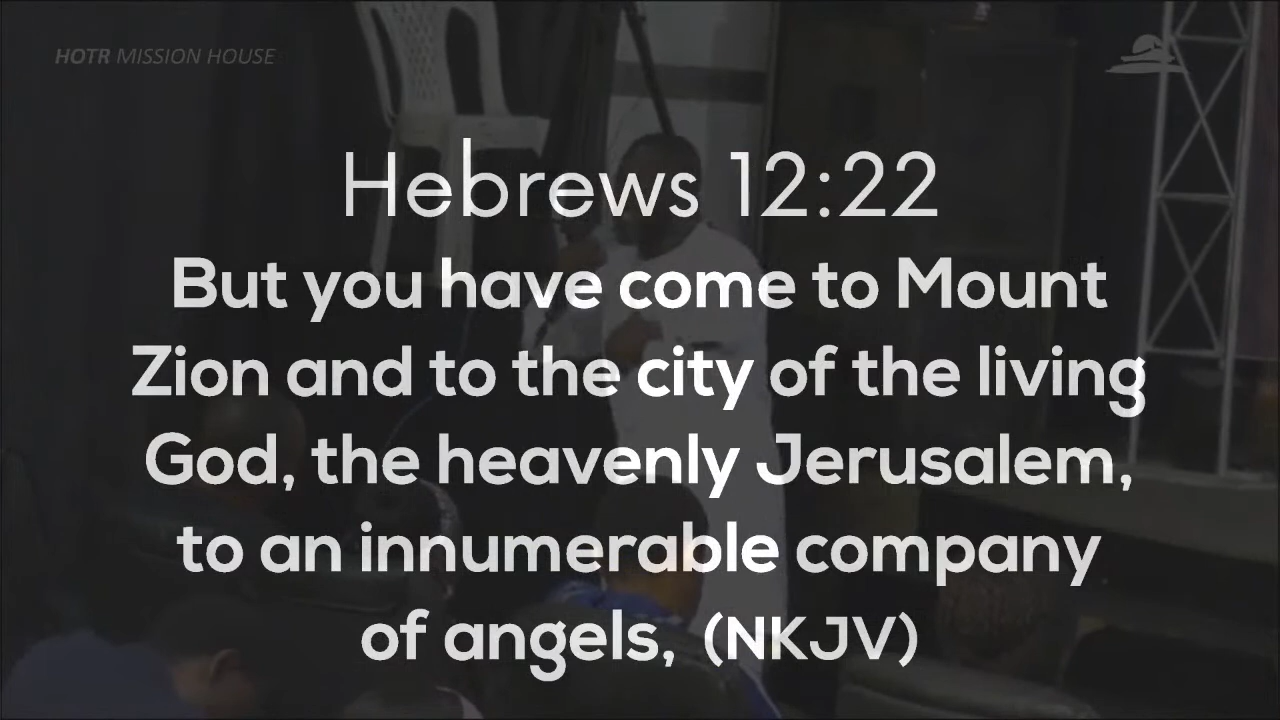 HOTR MISSION HOUSE
Hebrews 12:22
But you have come to Mount
Zion and to the city of the living
God, the heavenly Jerusalem,
to an innumerable company
of angels, (NKJV)